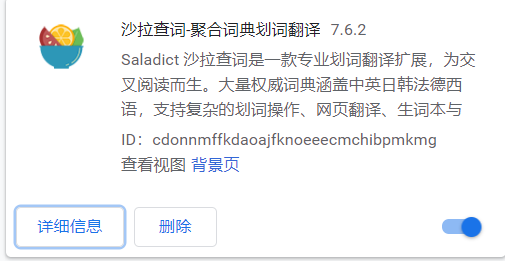 沙拉查词-聚合词典划词翻译 7.6.2
Saladict 沙拉查词是一款专业划词翻译扩展，为交
叉阅读而生。大量权威词典涵盖中英日韩法德西
语，支持复杂的划词操作、网页翻译、生词本与
ID：cdonnmffkdaoajfknoeeecmchibpmkmg
查看视图 背景页
详细信息 删除